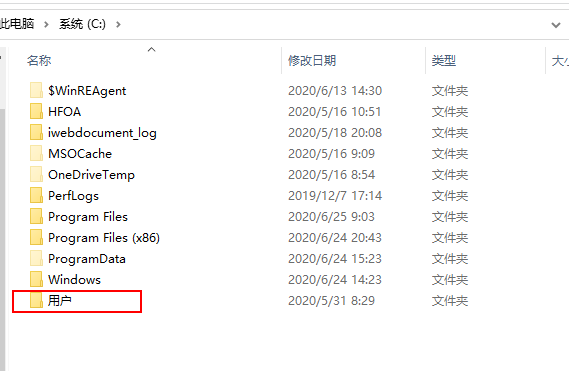 此电脑 系统 (C:)
名称 修改日期 类型 大小
$WinREAgent 2020/6/13 14:30 文件夹
HFOA 2020/5/16 10:51 文件夹
iwebdocument_log 2020/5/18 20:08 文件夹
MSOCache 2020/5/16 9:09 文件夹
OneDriveTemp 2020/5/16 8:54 文件夹
PerfLogs 2019/12/7 17:14 文件夹
Program Files 2020/6/25 9:03 文件夹
Program Files (x86) 2020/6/24 20:43 文件夹
ProgramData 2020/6/24 15:23 文件夹
Windows 2020/6/24 14:23 文件夹
用户 2020/5/31 8:29 文件夹